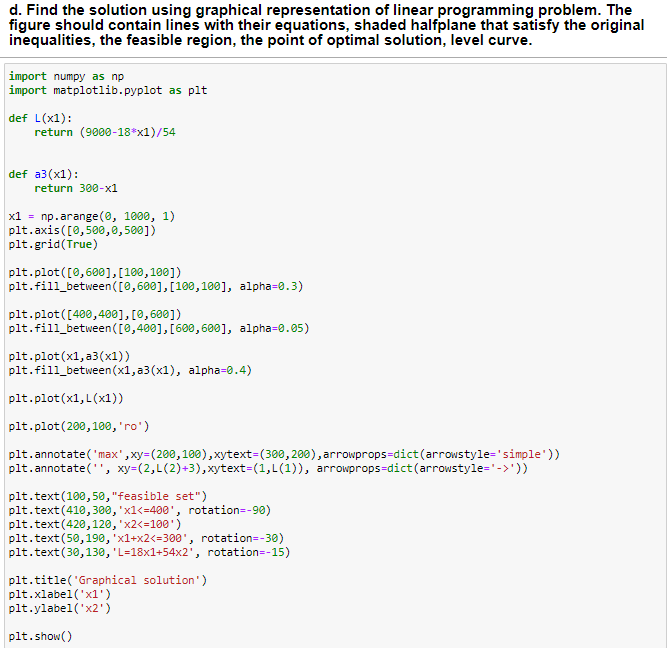 d. Find the solution using graphical representation of linear programming problem. The
figure should contain lines with their equations, shaded halfplane that satisfy the original
inequalities, the feasible region, the point of optimal solution, level curve.
import numpy as np
import matplotlib.pyplot as plt
def L(x1):
    return (9000-18*x1)/54
def a3(x1):
    return 300-x1
x1 = np.arange(0, 1000, 1)
plt.axis([0,500,0,500])
plt.grid(True)
plt.plot([0,600],[100,100])
plt.fill_between([0,600],[100,100], alpha=0.3)
plt.plot([400,400],[0,600])
plt.fill_between([0,400],[600,600], alpha=0.05)
plt.plot(x1,a3(x1))
plt.fill_between(x1,a3(x1), alpha=0.4)
plt.plot(x1,L(x1))
plt.plot(200,100,'ro')
plt.annotate('max',xy=(200,100),xytext=(300,200),arrowprops=dict(arrowstyle='simple'))
plt.annotate('', xy=(2,L(2)+3),xytext=(1,L(1)), arrowprops=dict(arrowstyle='->'))
plt.text(100,50,"feasible set")
plt.text(410,300,'x1<=400', rotation=-90)
plt.text(420,120,'x2<=100')
plt.text(50,190,'x1+x2<=300', rotation=-30)
plt.text(30,130,'L=18x1+54x2', rotation=-15)
plt.title('Graphical solution')
plt.xlabel('x1')
plt.ylabel('x2')
plt.show()